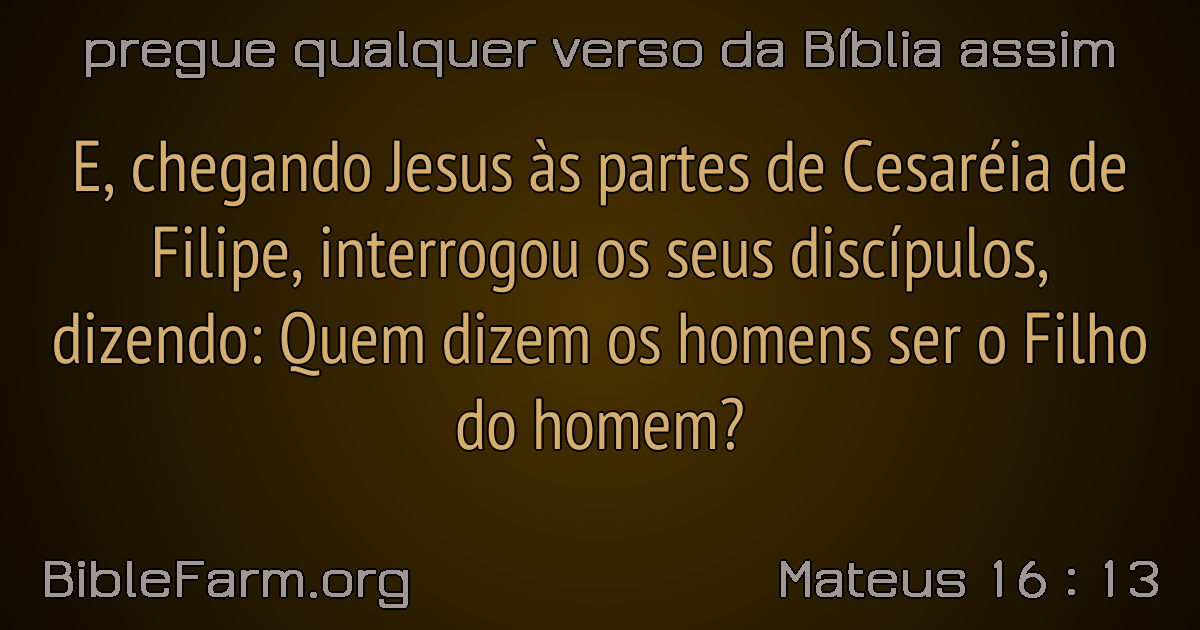 pregue qualquer verso da Bíblia assim
E, chegando Jesus às partes de Cesaréia de
Filipe, interrogou os seus discípulos,
dizendo: Quem dizem os homens ser o Filho
do homem?
BibleFarm.org
Mateus 16 : 13